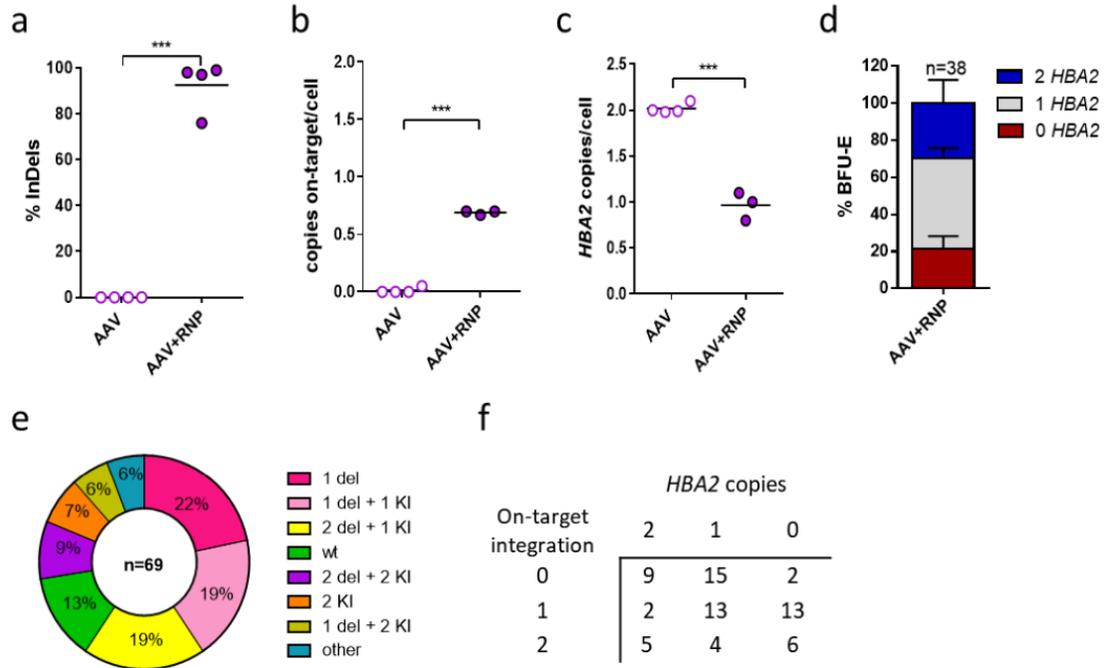 a
% InDels
100
80
60
40
20
0
***
AAV
AAV+RNP
b
copies on-target/cell
2.0
1.5
1.0
0.5
0.0
***
AAV
AAV+RNP
c
HBA2 copies/cell
2.5
2.0
1.5
1.0
0.5
0.0
***
AAV
AAV+RNP
d
% BFU-E
120
100
80
60
40
20
0
n=38
AAV+RNP
2 HBA2
1 HBA2
0 HBA2
e
22%
19%
19%
13%
9%
7%
6%
6%
n=69
1 del
1 del + 1 KI
2 del + 1 KI
wt
2 del + 2 KI
2 KI
1 del + 2 KI
other
f
HBA2 copies
On-target
integration
2 1 0
0 9 15 2
1 2 13 13
2 5 4 6